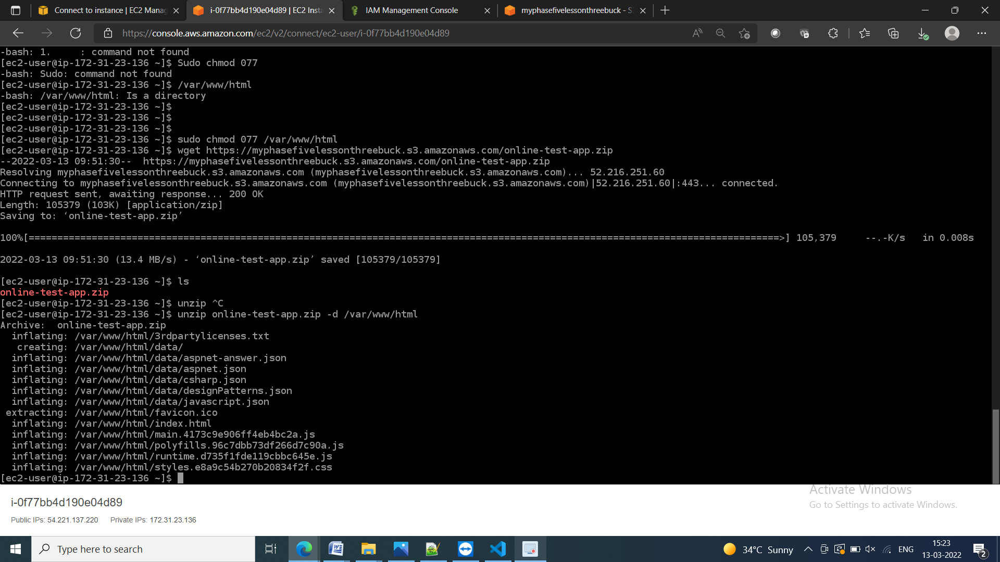 Connect to instance | EC2 Manag
i-0f77bb4d190e04d89 | EC2 Insta
IAM Management Console
myphasefivelessonthreebuck - S
https://console.aws.amazon.com/ec2/v2/connect/ec2-user/i-0f77bb4d190e04d89
-bash: 1.     : command not found
[ec2-user@ip-172-31-23-136 ~]$ Sudo chmod 077
-bash: Sudo: command not found
[ec2-user@ip-172-31-23-136 ~]$ /var/www/html
-bash: /var/www/html: Is a directory
[ec2-user@ip-172-31-23-136 ~]$
[ec2-user@ip-172-31-23-136 ~]$
[ec2-user@ip-172-31-23-136 ~]$
[ec2-user@ip-172-31-23-136 ~]$ sudo chmod 077 /var/www/html
[ec2-user@ip-172-31-23-136 ~]$ wget https://myphasefivelessonthreebuck.s3.amazonaws.com/online-test-app.zip
--2022-03-13 09:51:30--  https://myphasefivelessonthreebuck.s3.amazonaws.com/online-test-app.zip
Resolving myphasefivelessonthreebuck.s3.amazonaws.com (myphasefivelessonthreebuck.s3.amazonaws.com)... 52.216.251.60
Connecting to myphasefivelessonthreebuck.s3.amazonaws.com (myphasefivelessonthreebuck.s3.amazonaws.com)|52.216.251.60|:443... connected.
HTTP request sent, awaiting response... 200 OK
Length: 105379 (103K) [application/zip]
Saving to: ‘online-test-app.zip’
100%[===================================================================================================================================>] 105,379     --.-K/s   in 0.008s
2022-03-13 09:51:30 (13.4 MB/s) - ‘online-test-app.zip’ saved [105379/105379]
[ec2-user@ip-172-31-23-136 ~]$ ls
online-test-app.zip
[ec2-user@ip-172-31-23-136 ~]$ unzip ^C
[ec2-user@ip-172-31-23-136 ~]$ unzip online-test-app.zip -d /var/www/html
Archive:  online-test-app.zip
  inflating: /var/www/html/3rdpartylicenses.txt
   creating: /var/www/html/data/
  inflating: /var/www/html/data/aspnet-answer.json
  inflating: /var/www/html/data/aspnet.json
  inflating: /var/www/html/data/csharp.json
  inflating: /var/www/html/data/designPatterns.json
  inflating: /var/www/html/data/javascript.json
 extracting: /var/www/html/favicon.ico
  inflating: /var/www/html/index.html
  inflating: /var/www/html/main.4173c9e906ff4eb4bc2a.js
  inflating: /var/www/html/polyfills.96c7dbb73df266d7c90a.js
  inflating: /var/www/html/runtime.d735f1fde119cbbc645e.js
  inflating: /var/www/html/styles.e8a9c54b270b20834f2f.css
[ec2-user@ip-172-31-23-136 ~]$
Activate Windows
Go to Settings to activate Windows.
i-0f77bb4d190e04d89
Public IPs: 54.221.137.220 Private IPs: 172.31.23.136
Type here to search
34°C Sunny
ENG
15:23
13-03-2022
2